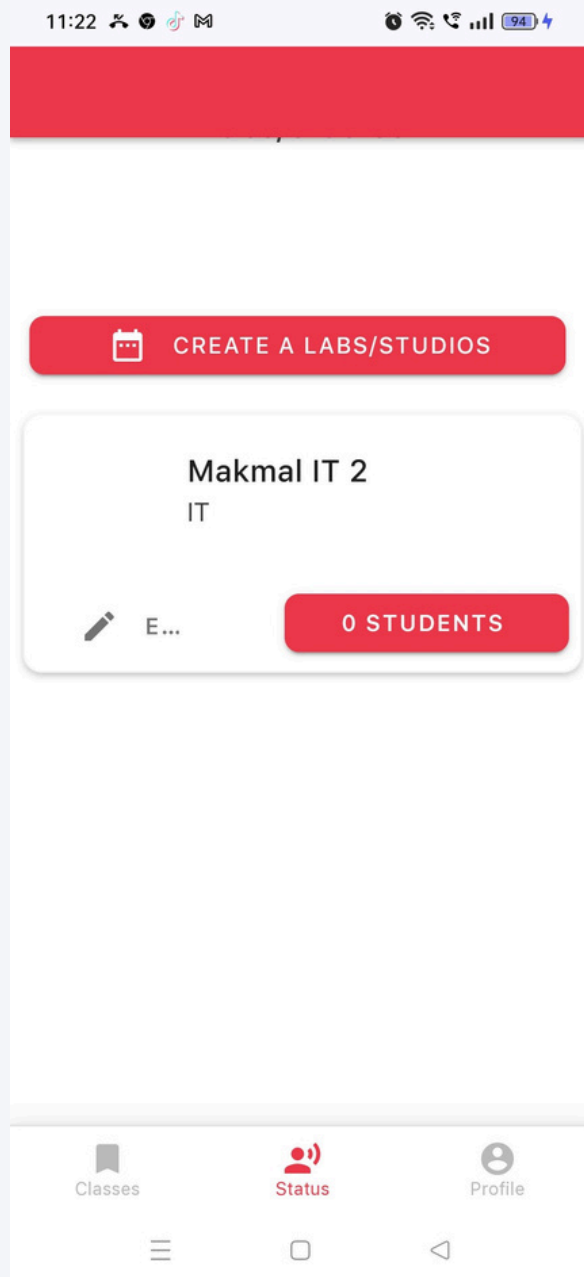 11:22
94
CREATE A LABS/STUDIOS
Makmal IT 2
IT
E...
0 STUDENTS
Classes
Status
Profile